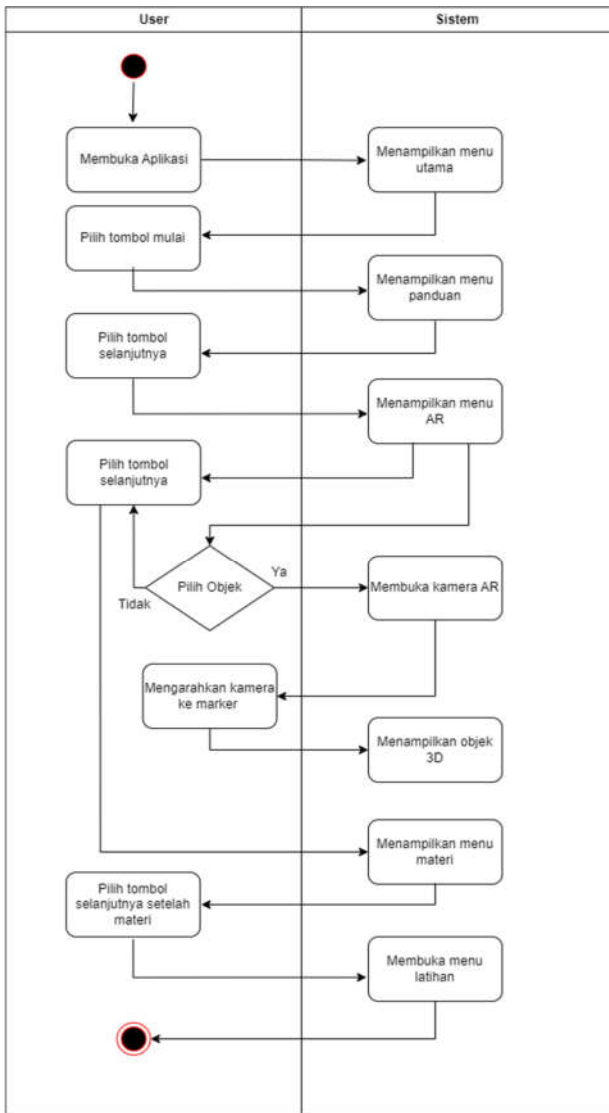 User
Sistem
Membuka Aplikasi
Menampilkan menu
utama
Pilih tombol mulai
Menampilkan menu
panduan
Pilih tombol
selanjutnya
Menampilkan menu
AR
Pilih tombol
selanjutnya
Pilih Objek
Ya
Tidak
Membuka kamera AR
Mengarahkan kamera
ke marker
Menampilkan objek
3D
Menampilkan menu
materi
Pilih tombol
selanjutnya setelah
materi
Membuka menu
latihan